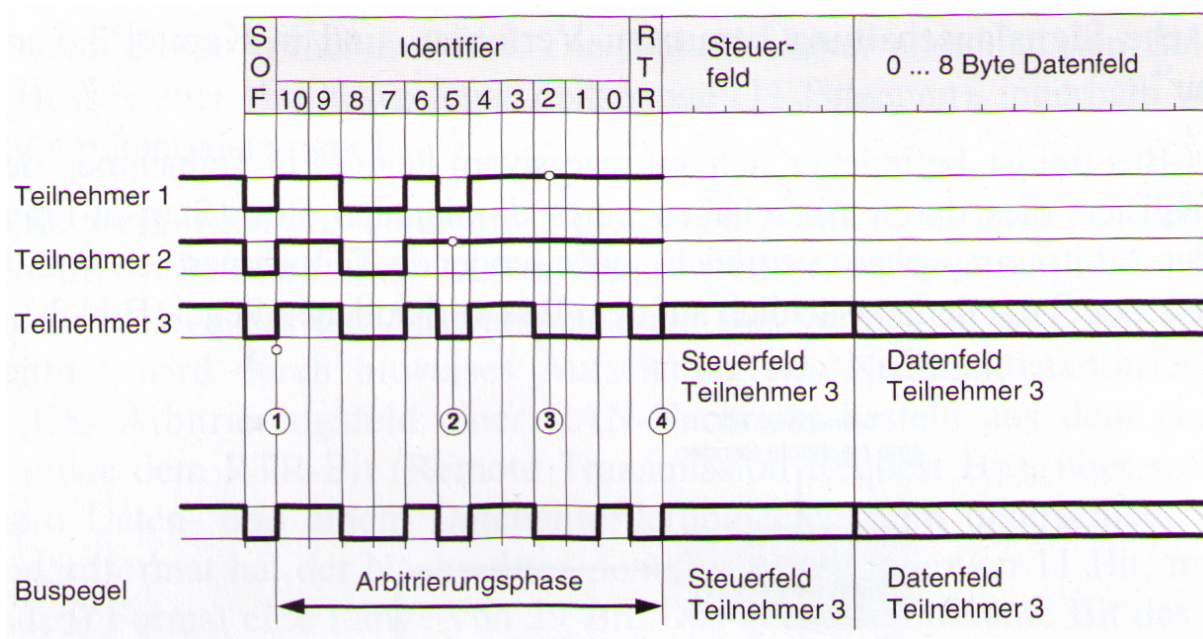 S O F
Identifier
R T R
Steuer-
feld
0 ... 8 Byte Datenfeld
10 9 8 7 6 5 4 3 2 1 0
Teilnehmer 1
Teilnehmer 2
Teilnehmer 3
Steuerfeld
Teilnehmer 3
Datenfeld
Teilnehmer 3
1 2 3 4
Buspegel
Arbitrierungsphase
Steuerfeld
Teilnehmer 3
Datenfeld
Teilnehmer 3